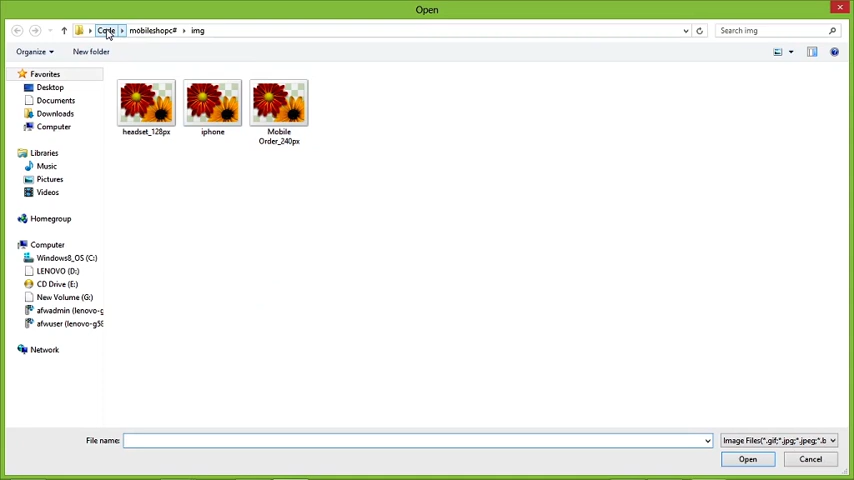 Open
Code mobileshopc# img
Search img
Organize
New folder
Favorites
Desktop
Documents
Downloads
Computer
Libraries
Music
Pictures
Videos
Homegroup
Computer
Windows8_OS (C:)
LENOVO (D:)
CD Drive (E:)
New Volume (G:)
afwadmin (lenovo-g
afwuser (lenovo-g58
Network
headset_128px
iphone
Mobile
Order_240px
File name:
Image Files(*.gif;*.jpg;*.jpeg;*.b
Open
Cancel